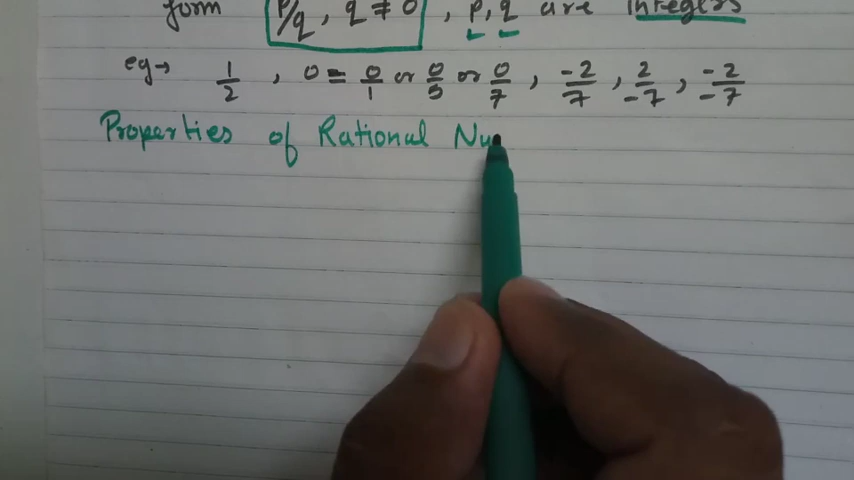 form p/q, q ≠ 0, p, q are integers
eg→ 1/2, 0 = 0/1 or 0/5 or 0/7, -2/7, 2/-7, -2/-7
Properties of Rational Nu